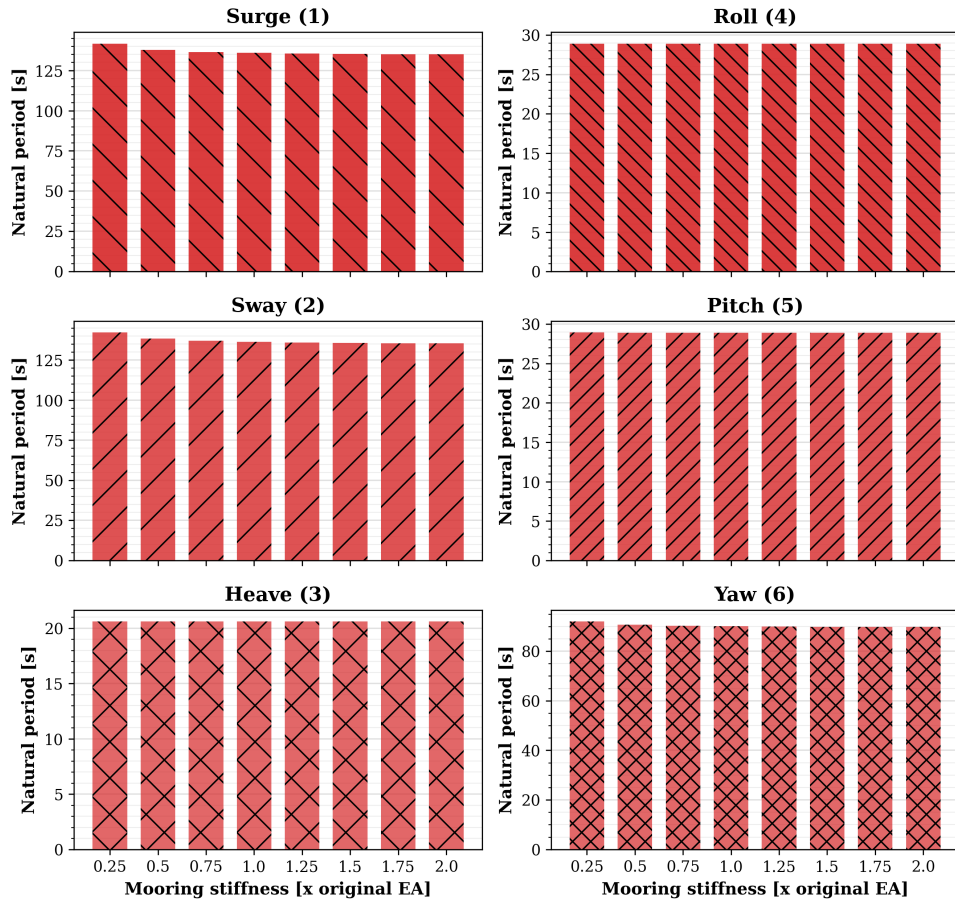 Surge (1)
Natural period [s]
125
100
75
50
25
0
Roll (4)
Natural period [s]
30
25
20
15
10
5
0
Sway (2)
Natural period [s]
125
100
75
50
25
0
Pitch (5)
Natural period [s]
30
25
20
15
10
5
0
Heave (3)
Natural period [s]
20
15
10
5
0
0.25 0.5 0.75 1.0 1.25 1.5 1.75 2.0
Mooring stiffness [x original EA]
Yaw (6)
Natural period [s]
80
60
40
20
0
0.25 0.5 0.75 1.0 1.25 1.5 1.75 2.0
Mooring stiffness [x original EA]